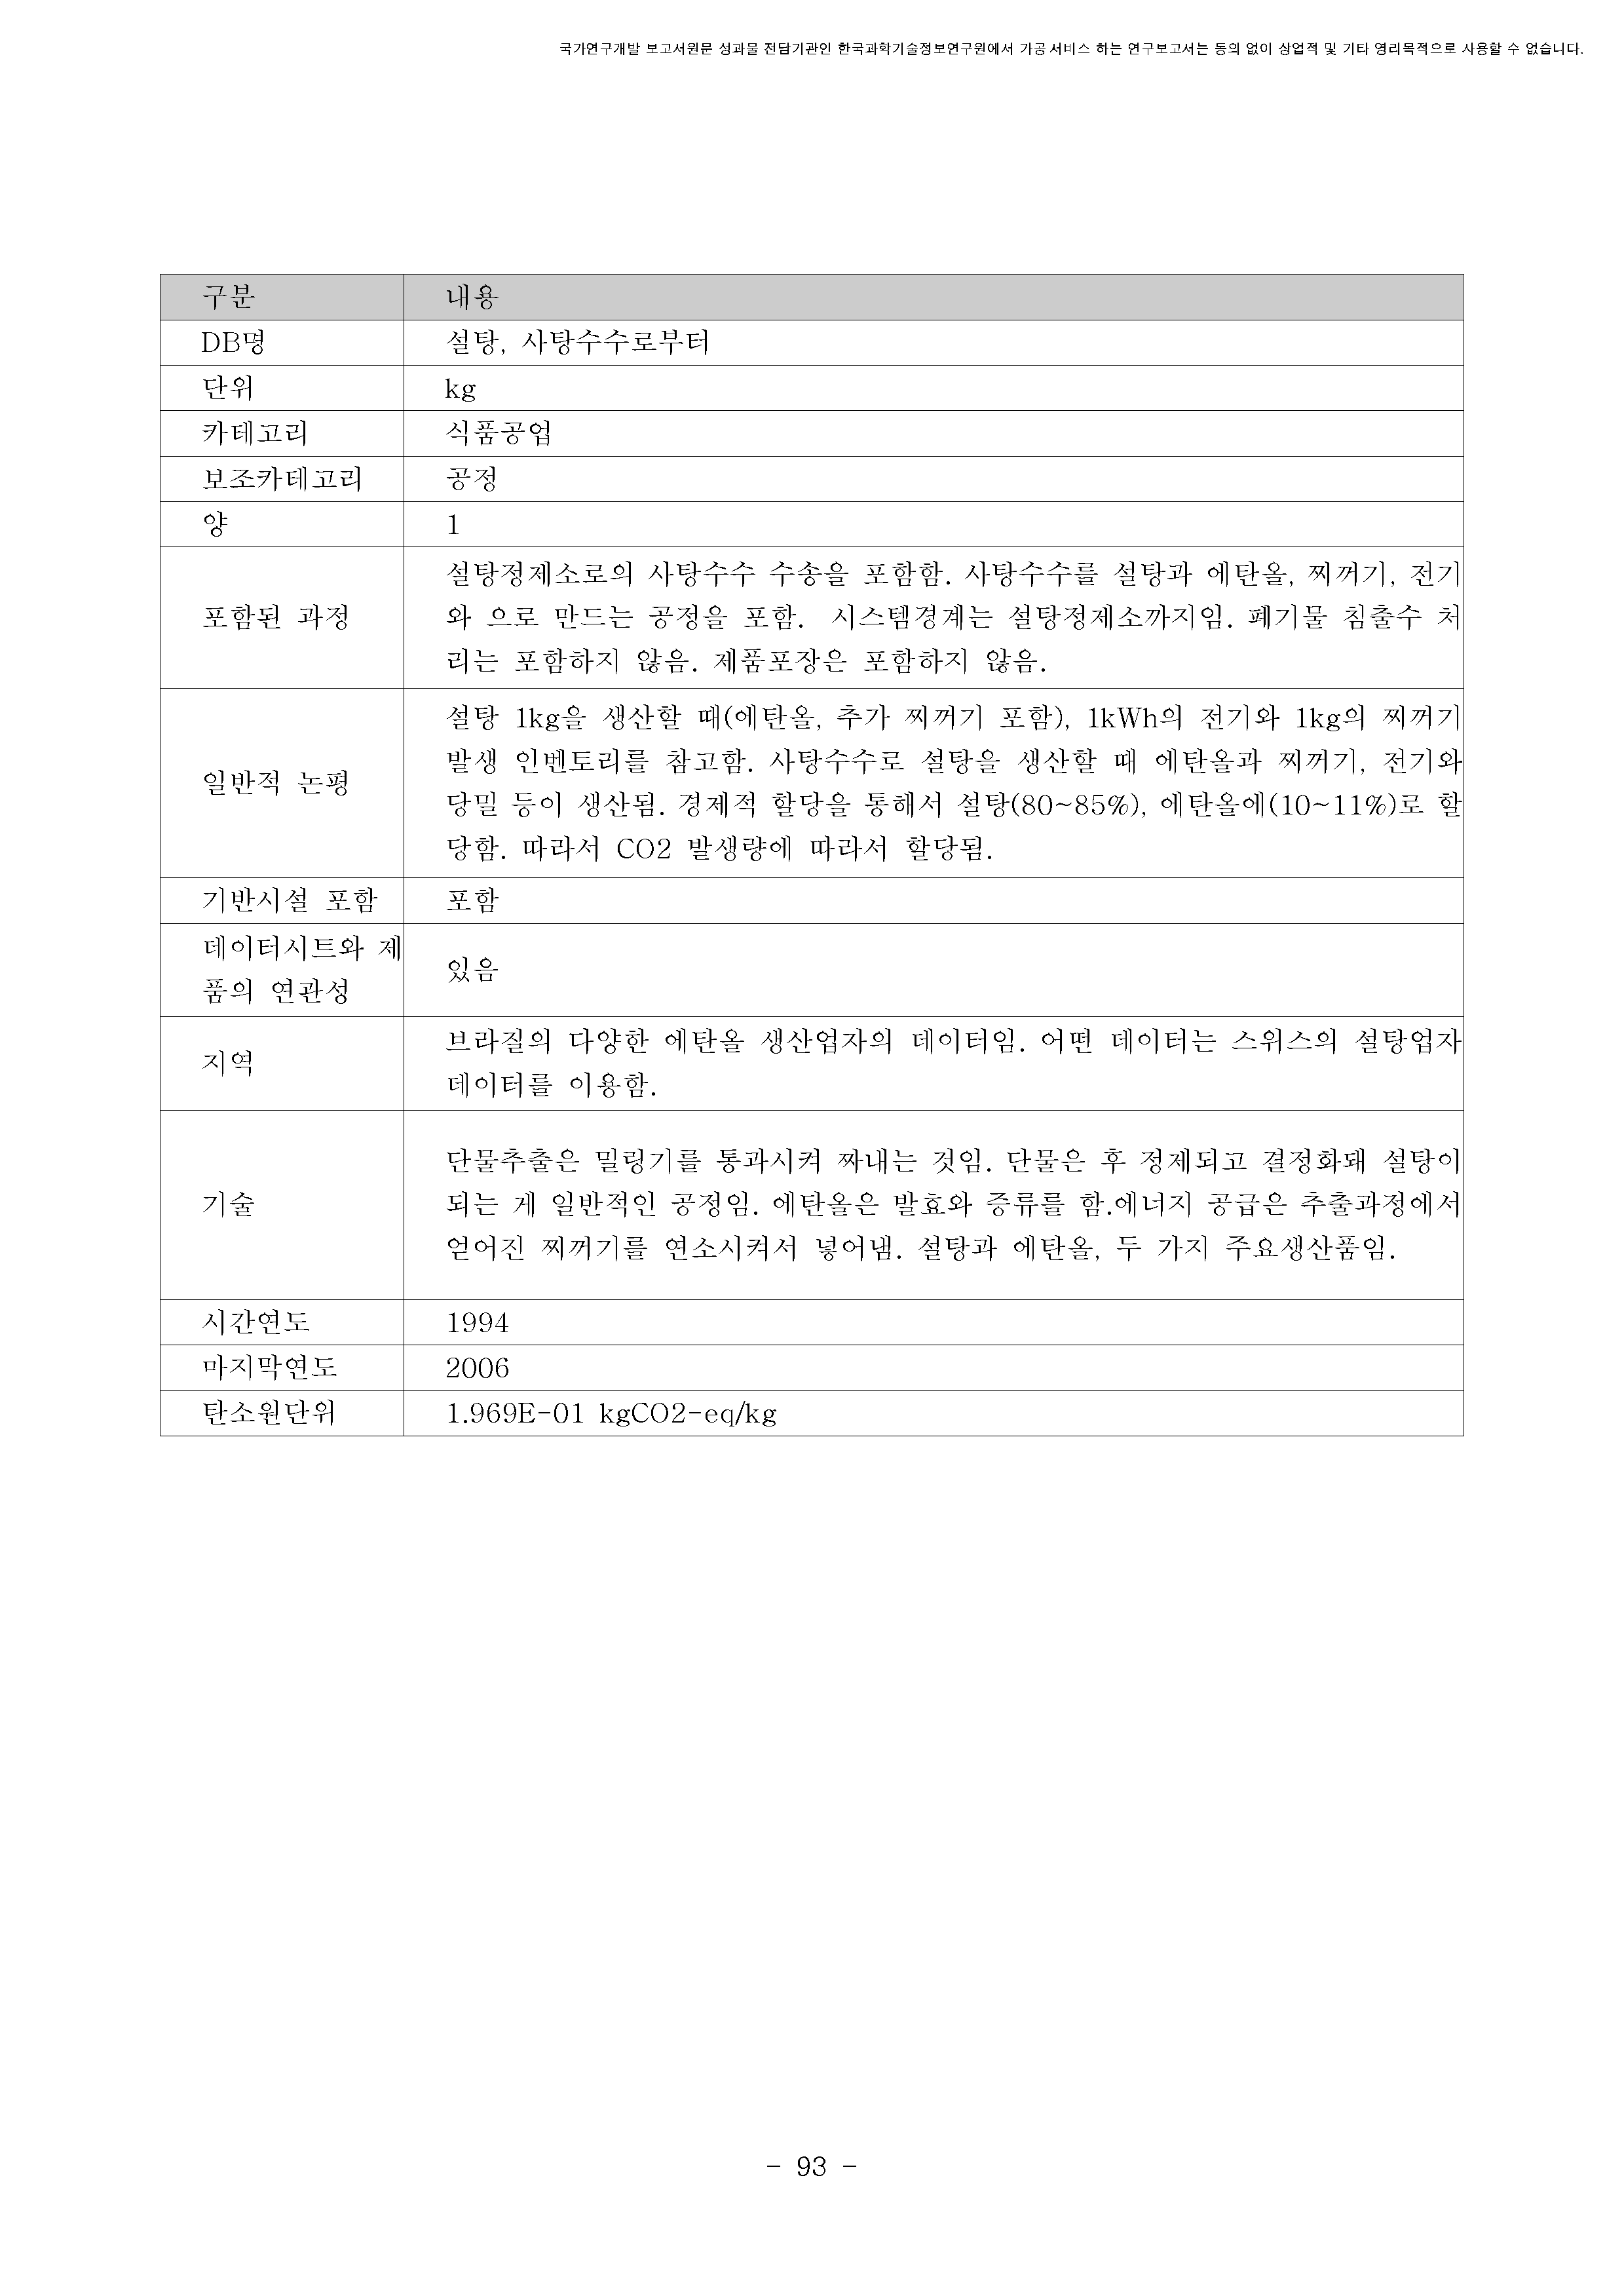 국가연구개발 보고서원문 성과물 전담기관인 한국과학기술정보연구원에서 가공·서비스 하는 연구보고서는 동의 없이 상업적 및 기타 영리목적으로 사용할 수 없습니다.
구분 내용
DB명 설탕, 사탕수수로부터
단위 kg
카테고리 식품공업
보조카테고리 공정
양 1
포함된 과정
설탕정제소로의 사탕수수 수송을 포함함. 사탕수수를 설탕과 에탄올, 찌꺼기, 전기
와 으로 만드는 공정을 포함. 시스템경계는 설탕정제소까지임. 폐기물 침출수 처
리는 포함하지 않음. 제품포장은 포함하지 않음.
일반적 논평
설탕 1kg을 생산할 때(에탄올, 추가 찌꺼기 포함), 1kWh의 전기와 1kg의 찌꺼기
발생 인벤토리를 참고함. 사탕수수로 설탕을 생산할 때 에탄올과 찌꺼기, 전기와
당밀 등이 생산됨. 경제적 할당을 통해서 설탕(80~85%), 에탄올에(10~11%)로 할
당함. 따라서 CO2 발생량에 따라서 할당됨.
기반시설 포함 포함
데이터시트와 제
품의 연관성
있음
지역
브라질의 다양한 에탄올 생산업자의 데이터임. 어떤 데이터는 스위스의 설탕업자
데이터를 이용함.
기술
단물추출은 밀링기를 통과시켜 짜내는 것임. 단물은 후 정제되고 결정화돼 설탕이
되는 게 일반적인 공정임. 에탄올은 발효와 증류를 함.에너지 공급은 추출과정에서
얻어진 찌꺼기를 연소시켜서 넣어냄. 설탕과 에탄올, 두 가지 주요생산품임.
시간연도 1994
마지막연도 2006
탄소원단위 1.969E-01 kgCO2-eq/kg
- 93 -